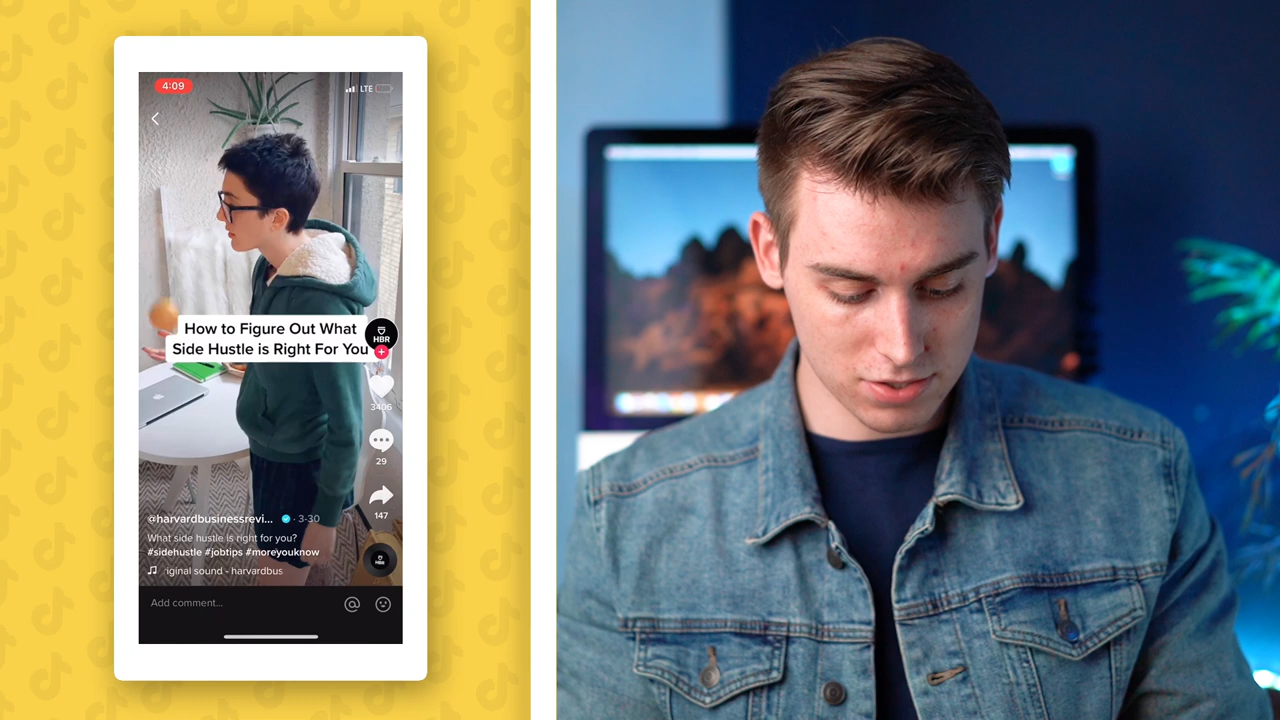 4:09
LTE
How to Figure Out What
Side Hustle is Right For You
HBR
3406
29
147
@harvardbusinessrevi... · 3-30
What side hustle is right for you?
#sidehustle #jobtips #moreyouknow
iginal sound - harvardbus
Add comment...